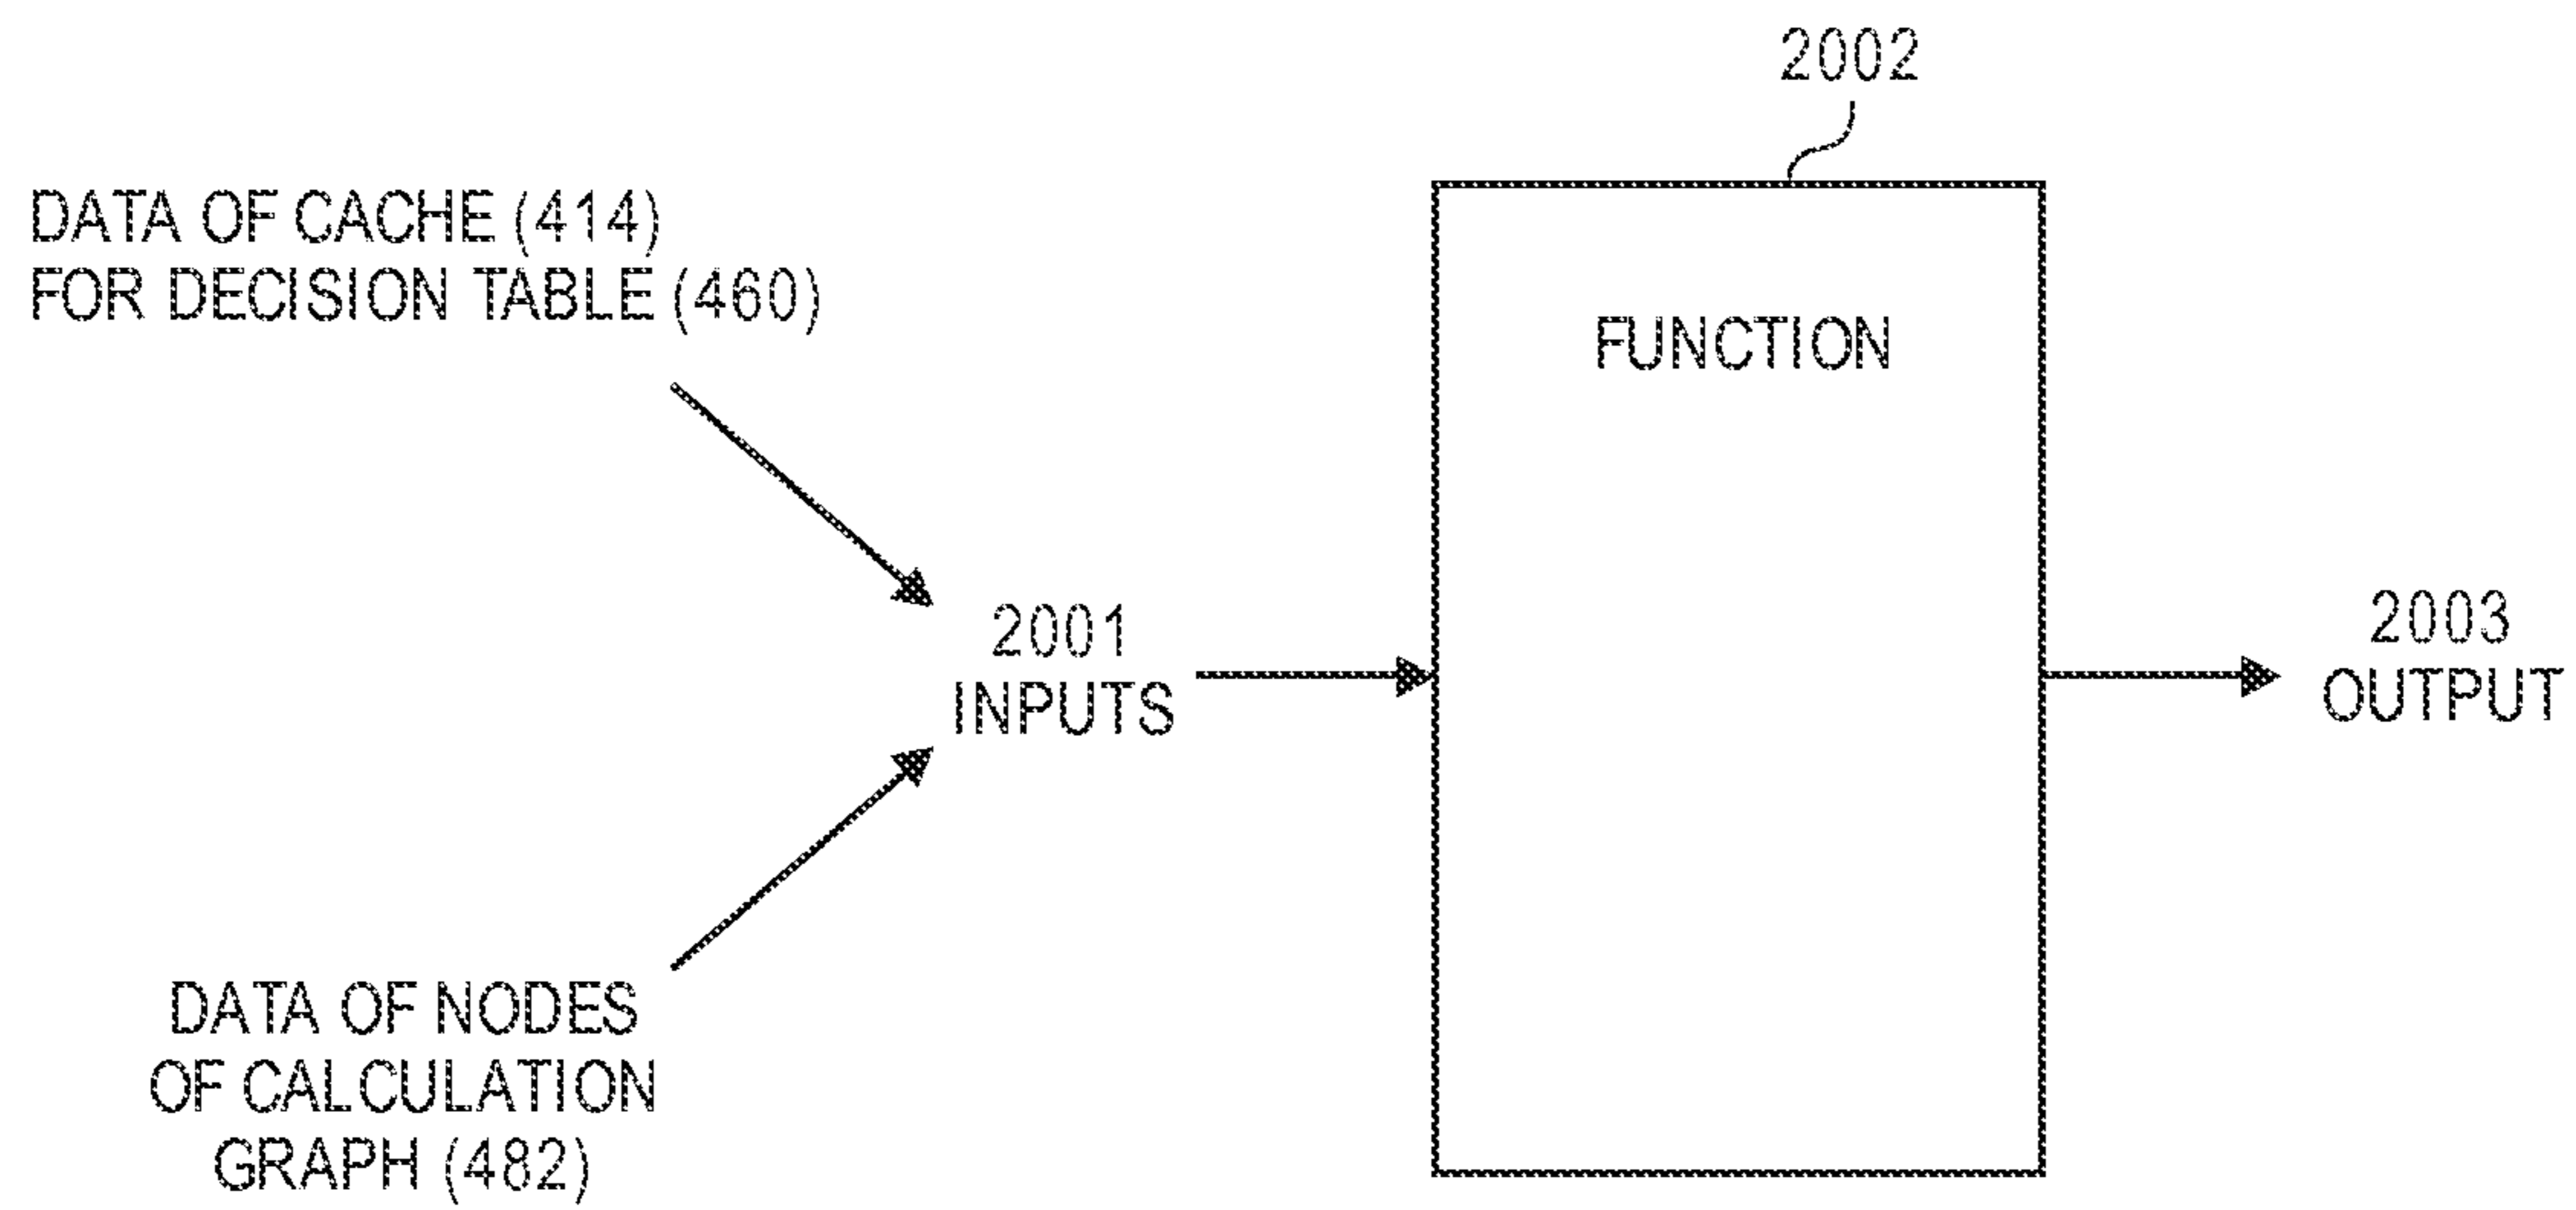 2002
DATA OF CACHE (414)
FOR DECISION TABLE (460)
FUNCTION
2001
INPUTS
2003
OUTPUT
DATA OF NODES
OF CALCULATION
GRAPH (482)